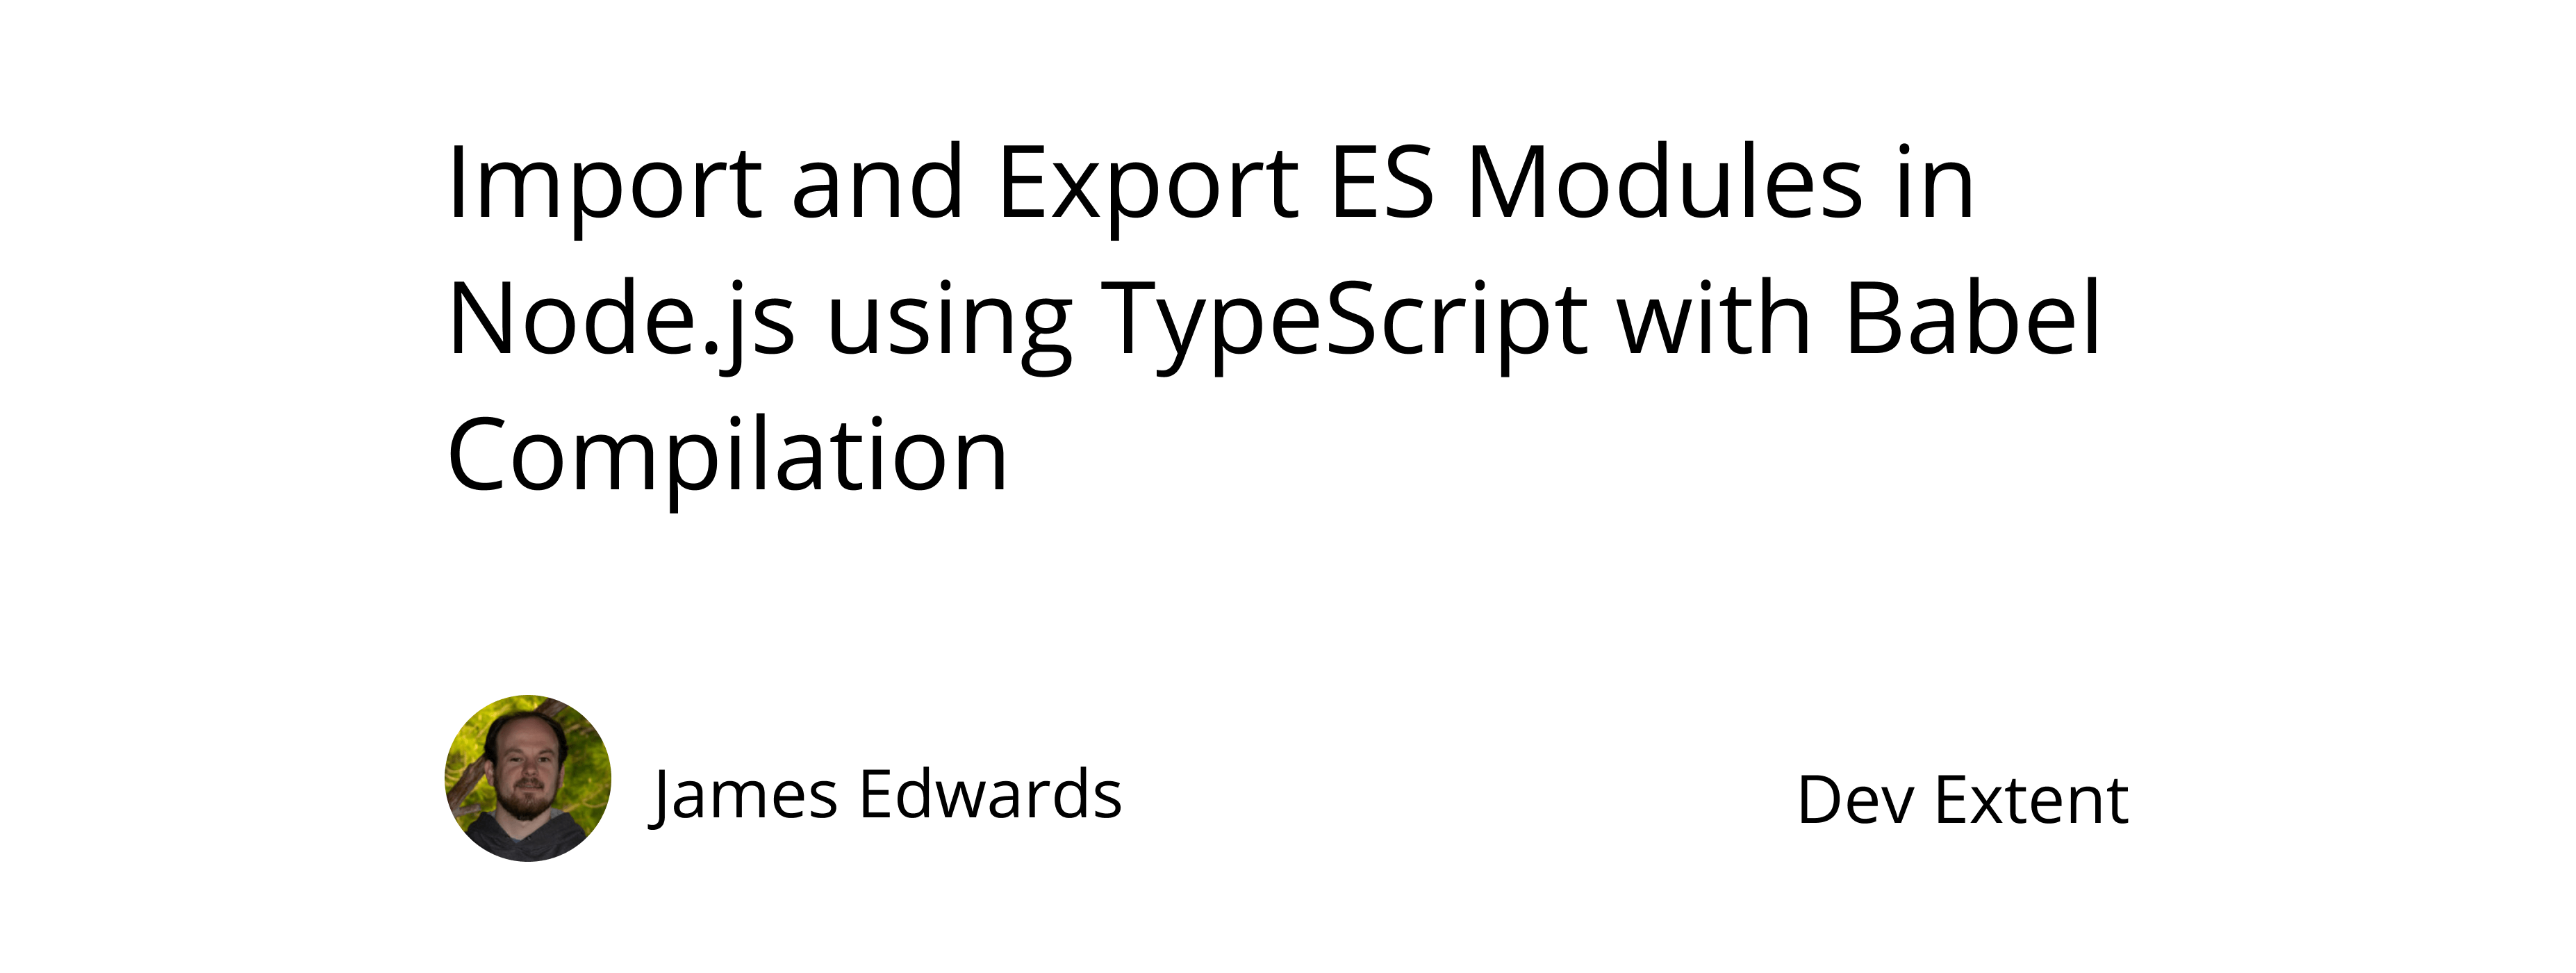 Import and Export ES Modules in
Node.js using TypeScript with Babel
Compilation
James Edwards
Dev Extent